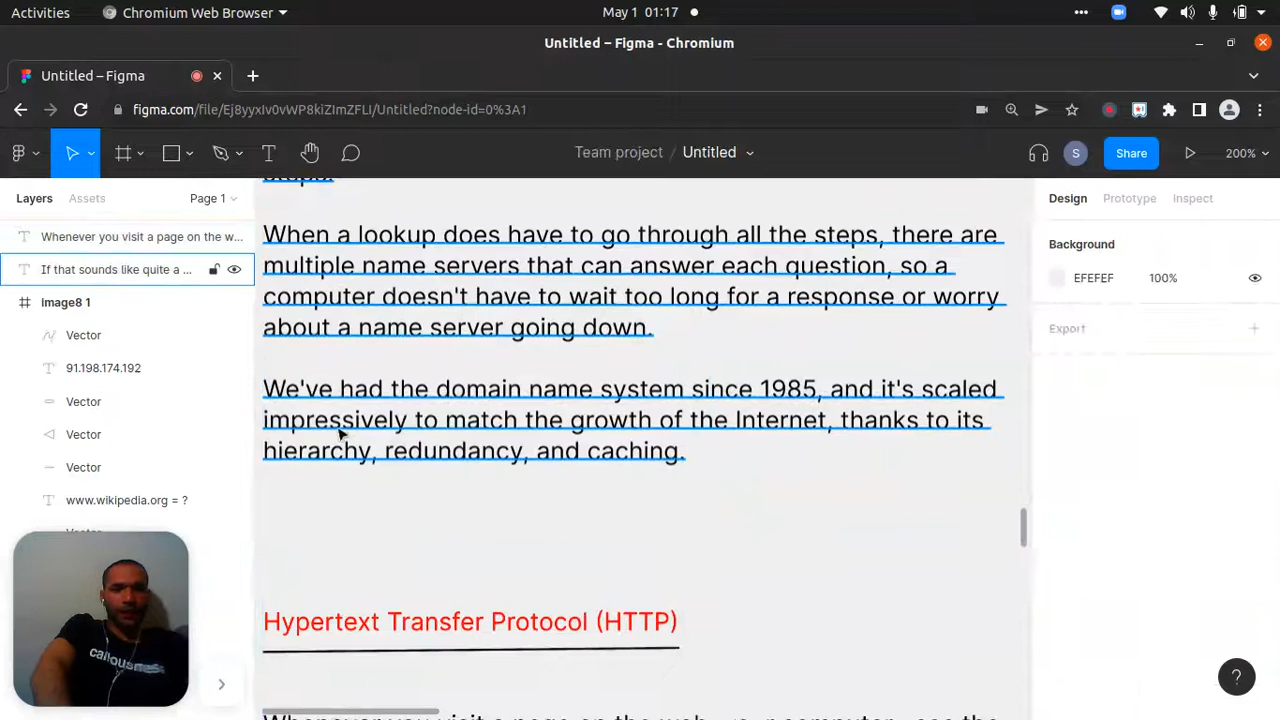 Activities
Chromium Web Browser
May 1 01:17
Untitled – Figma - Chromium
Untitled – Figma
figma.com/file/Ej8yyxIv0vWP8kiZImZFLI/Untitled?node-id=0%3A1
Team project / Untitled
S
Share
200%
Layers
Assets
Page 1
Whenever you visit a page on the w...
If that sounds like quite a ...
image8 1
Vector
91.198.174.192
Vector
Vector
Vector
www.wikipedia.org = ?
When a lookup does have to go through all the steps, there are
multiple name servers that can answer each question, so a
computer doesn't have to wait too long for a response or worry
about a name server going down.
We've had the domain name system since 1985, and it's scaled
impressively to match the growth of the Internet, thanks to its
hierarchy, redundancy, and caching.
Hypertext Transfer Protocol (HTTP)
Design
Prototype
Inspect
Background
EFEFEF
100%
Export
callousness
?